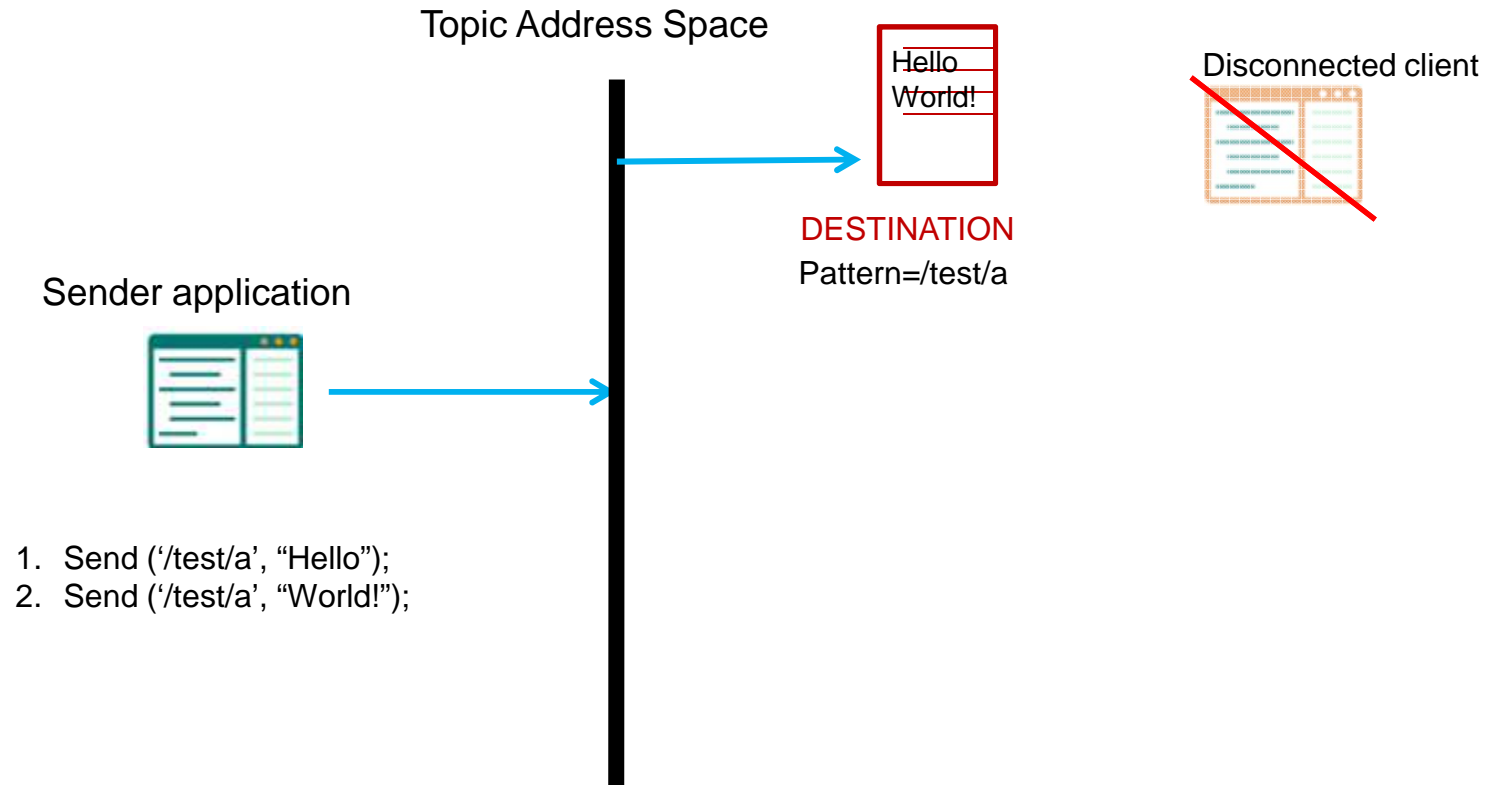 Topic Address Space
Hello
World!
Disconnected client
DESTINATION
Pattern=/test/a
Sender application
1. Send (‘/test/a’, “Hello”);
2. Send (‘/test/a’, “World!”);